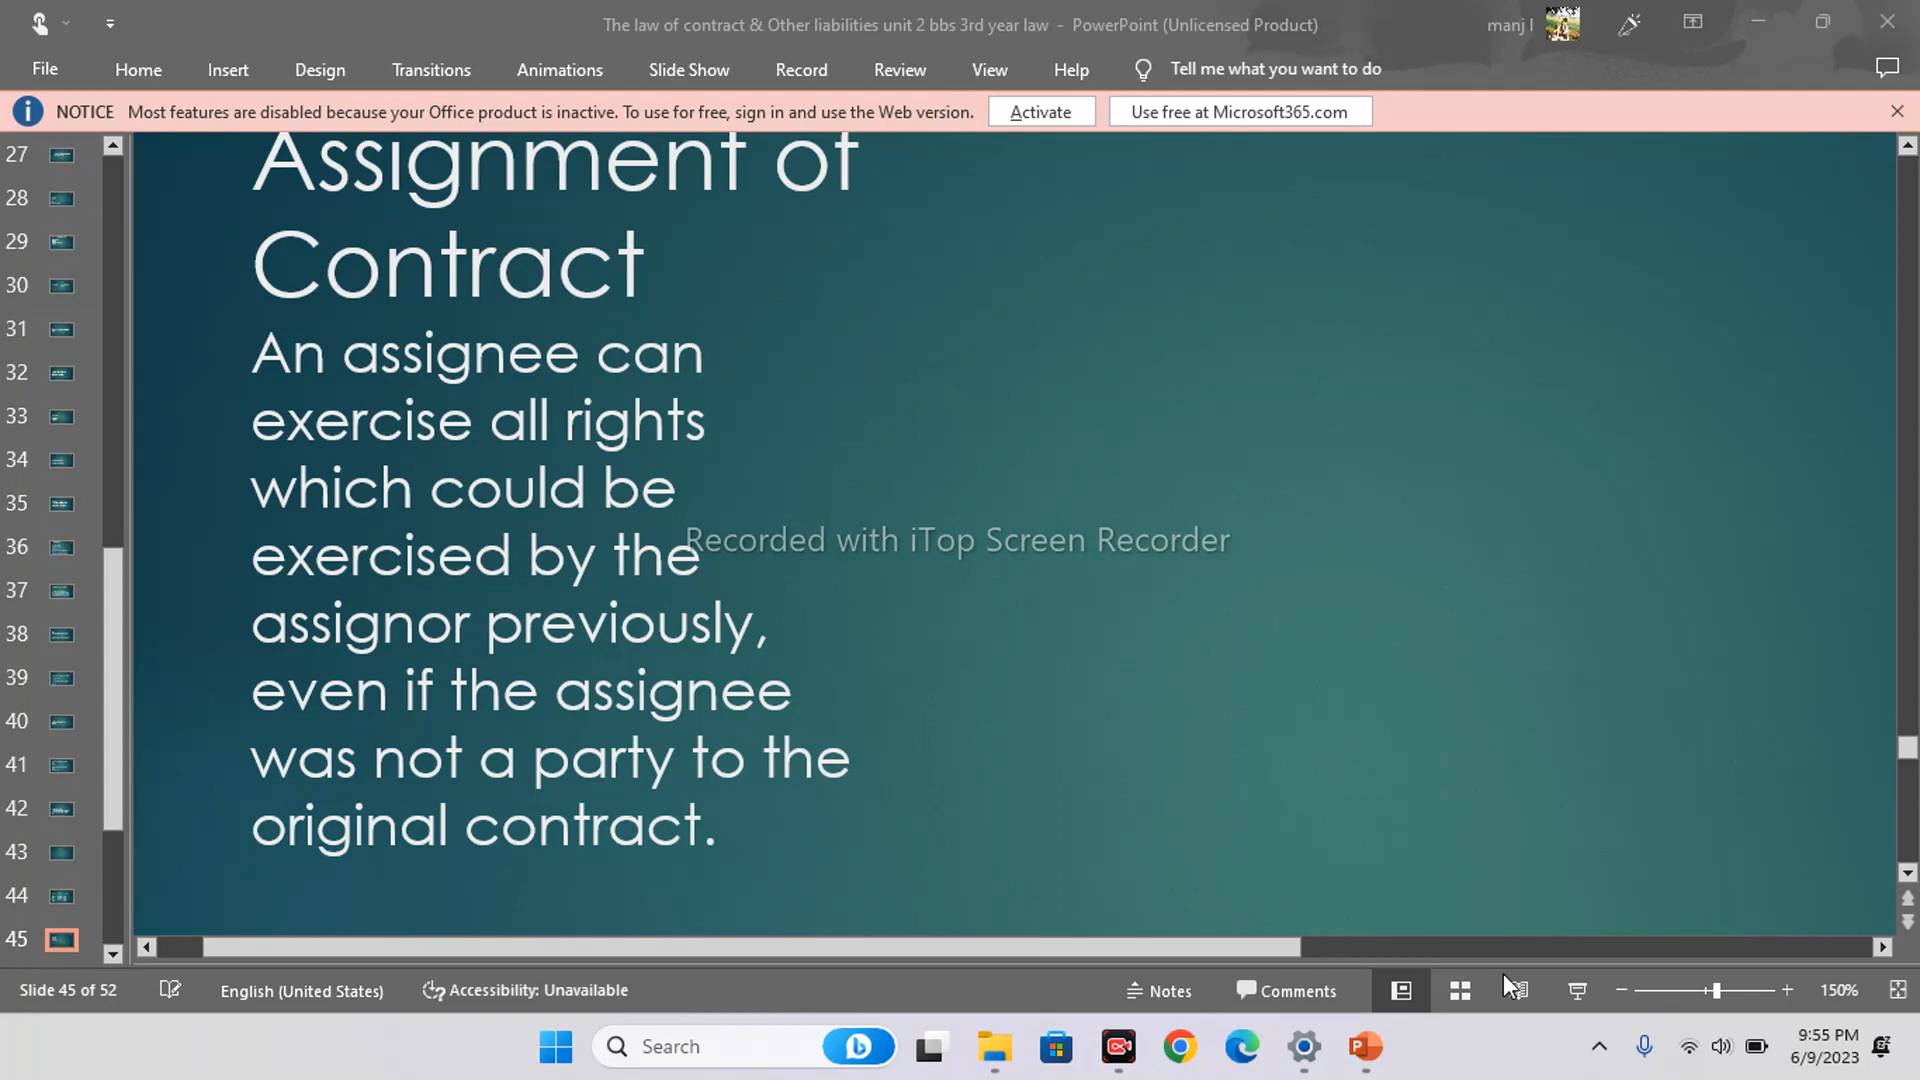 The law of contract & Other liabilities unit 2 bbs 3rd year law - PowerPoint (Unlicensed Product)
manj l
File Home Insert Design Transitions Animations Slide Show Record Review View Help Tell me what you want to do
NOTICE Most features are disabled because your Office product is inactive. To use for free, sign in and use the Web version. Activate Use free at Microsoft365.com
27
28
29
30
31
32
33
34
35
36
37
38
39
40
41
42
43
44
45
Assignment of
Contract
An assignee can
exercise all rights
which could be
exercised by the
assignor previously,
even if the assignee
was not a party to the
original contract.
Recorded with iTop Screen Recorder
Slide 45 of 52 English (United States) Accessibility: Unavailable Notes Comments 150%
Search
9:55 PM
6/9/2023